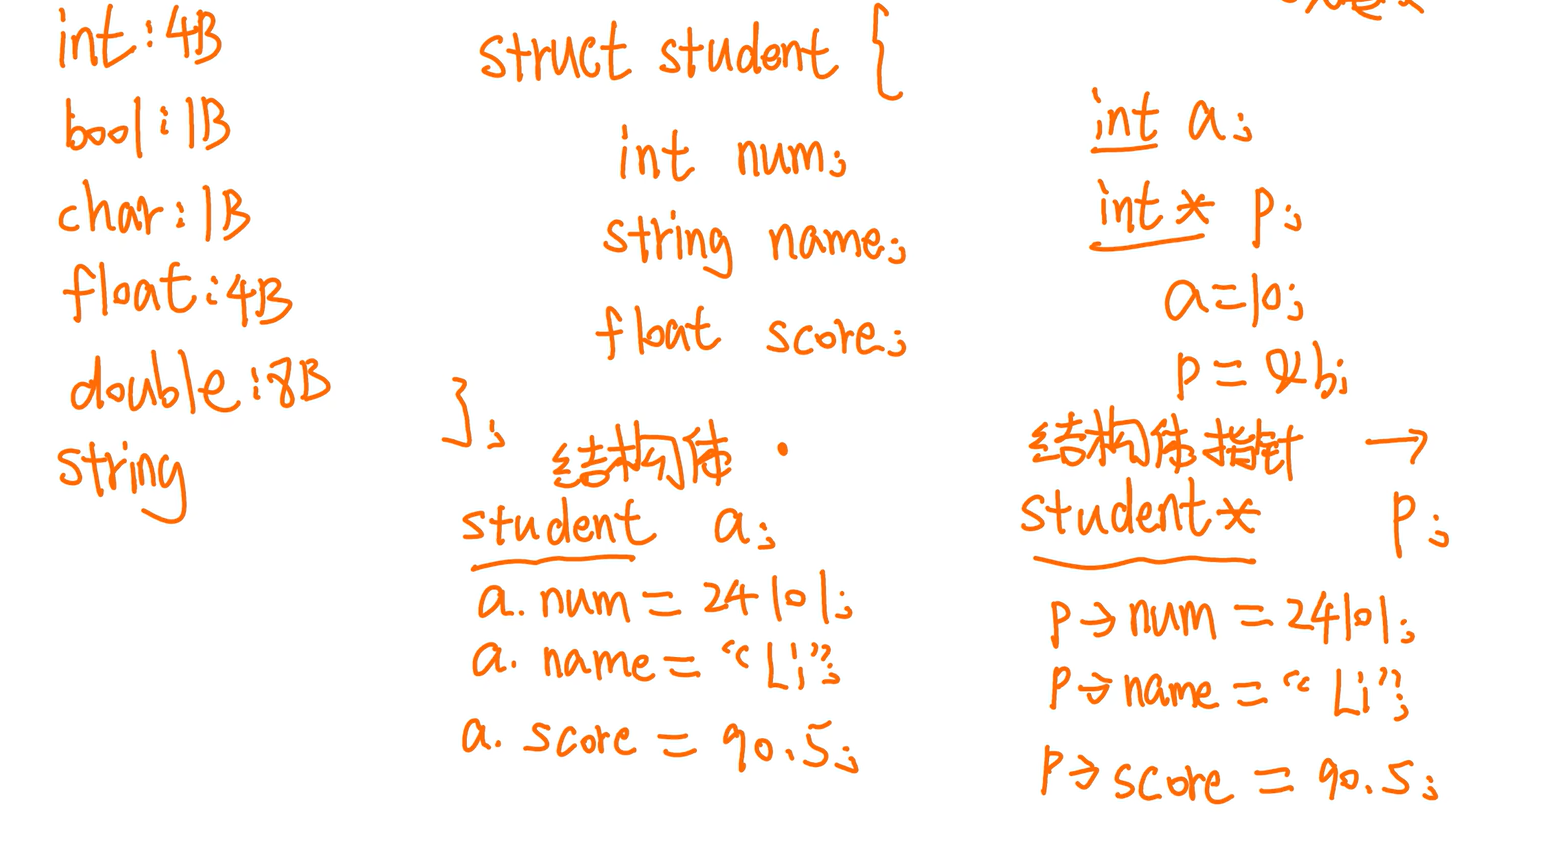 int:4B
bool:1B
char:1B
float:4B
double:8B
string
struct student {
int num;
string name;
float score;
};
结构体 ·
student a;
a. num = 24101;
a. name = “Li”;
a. score = 90.5;
int a;
int* p;
a=10;
p = &b;
结构体指针 →
student* p;
p→num = 24101;
p→name = “Li”;
p→score = 90.5;